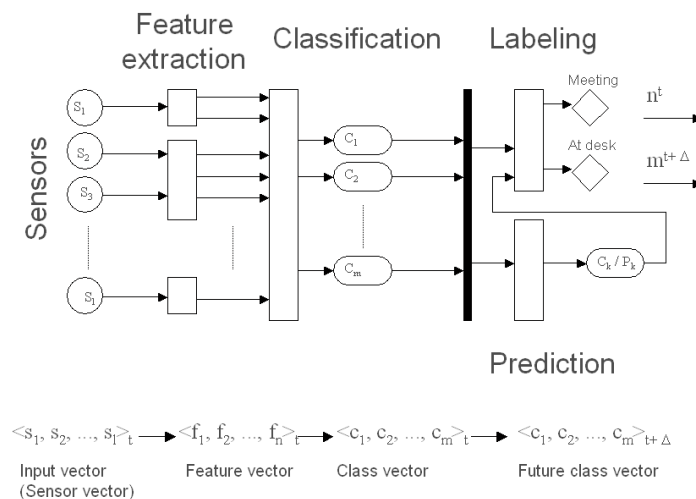 Feature extraction
Classification
Labeling
Sensors
S1
S2
S3
Sl
C1
C2
Cm
Meeting
At desk
n^t
m^t+Δ
Ck / Pk
Prediction
<s1, s2, ..., sl>t
<f1, f2, ..., fn>t
<c1, c2, ..., cm>t
<c1, c2, ..., cm>t+Δ
Input vector
(Sensor vector)
Feature vector
Class vector
Future class vector